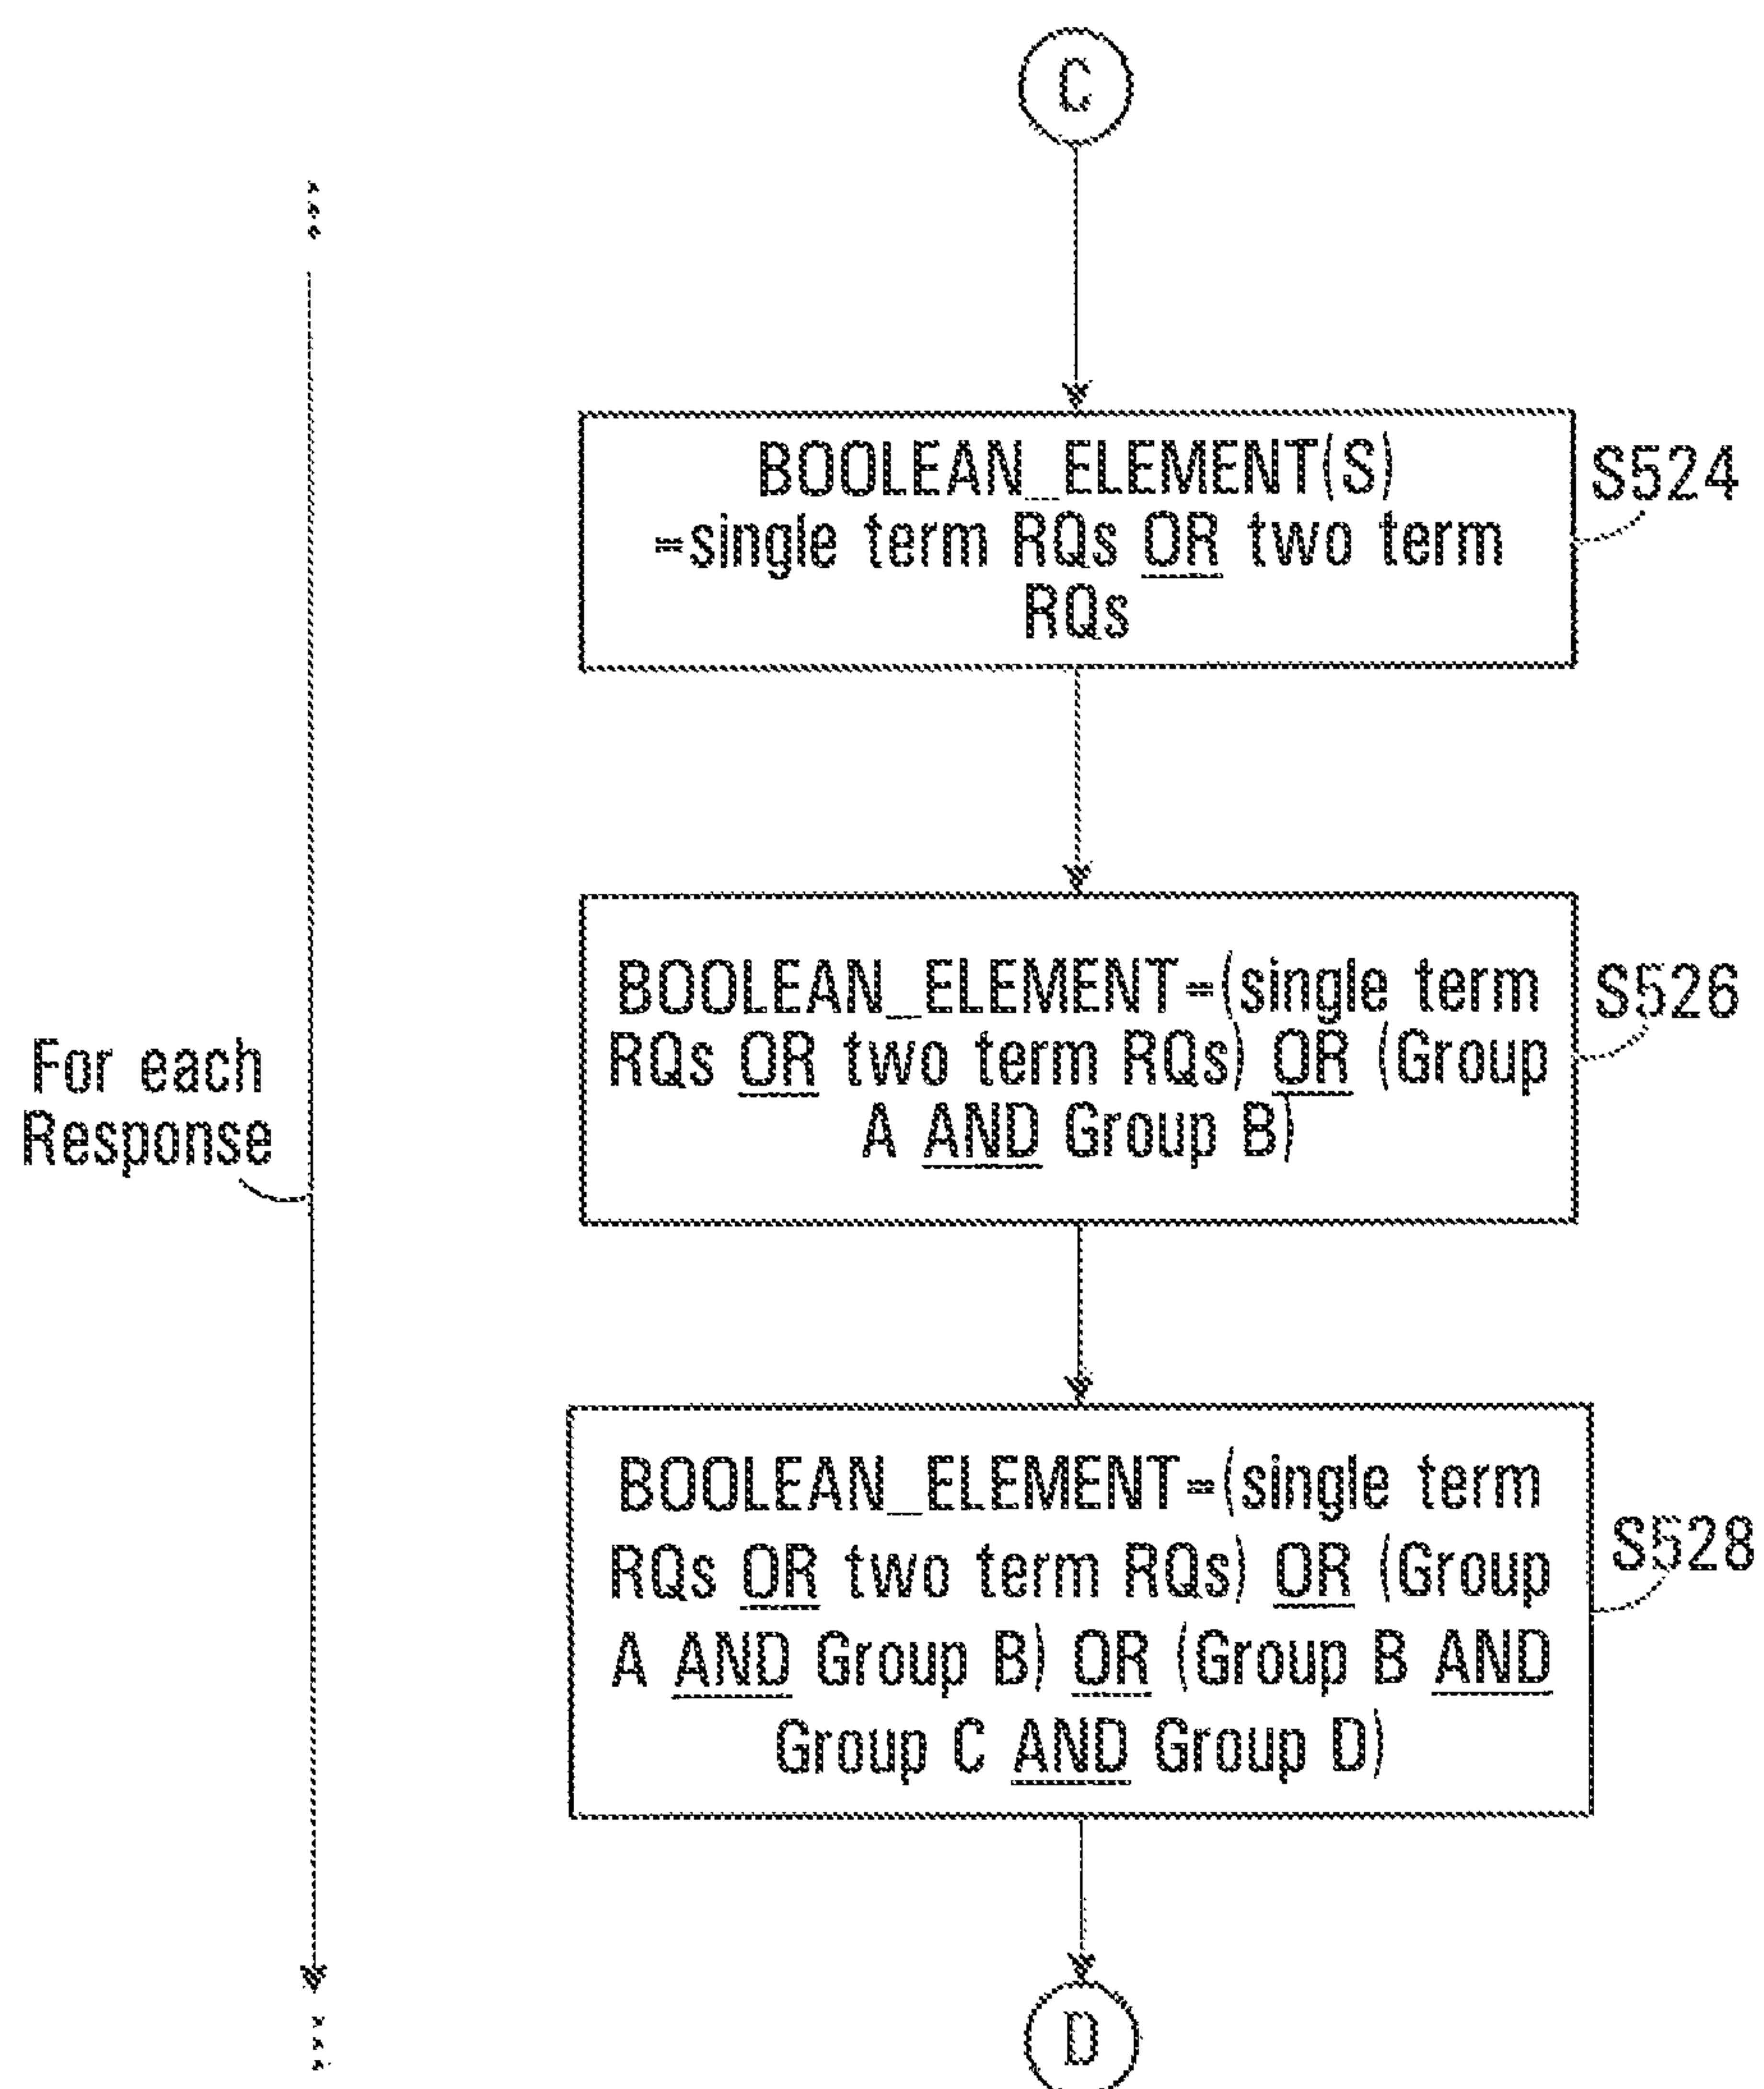 C
BOOLEAN_ELEMENT(S)
=single term RQs OR two term
RQs
S524
BOOLEAN_ELEMENT=(single term
RQs OR two term RQs) OR (Group
A AND Group B)
S526
For each
Response
BOOLEAN_ELEMENT=(single term
RQs OR two term RQs) OR (Group
A AND Group B) OR (Group B AND
Group C AND Group D)
S528
D